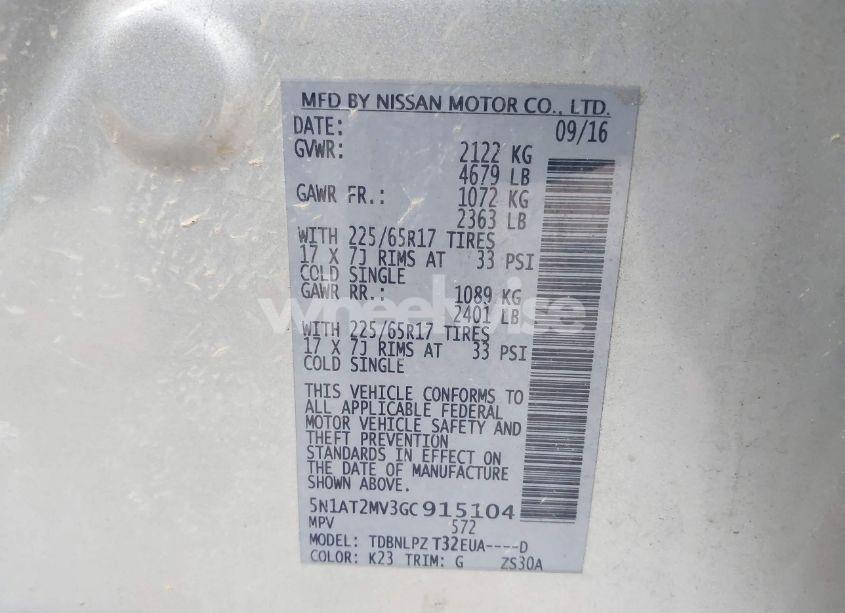 MFD BY NISSAN MOTOR CO., LTD.
DATE: 09/16
GVWR: 2122 KG
4679 LB
GAWR FR.: 1072 KG
2363 LB
WITH 225/65R17 TIRES
17 X 7J RIMS AT 33 PSI
COLD SINGLE
GAWR RR.: 1089 KG
2401 LB
wheelwise
WITH 225/65R17 TIRES
17 X 7J RIMS AT 33 PSI
COLD SINGLE
THIS VEHICLE CONFORMS TO
ALL APPLICABLE FEDERAL
MOTOR VEHICLE SAFETY AND
THEFT PREVENTION
STANDARDS IN EFFECT ON
THE DATE OF MANUFACTURE
SHOWN ABOVE.
5N1AT2MV3GC915104
MPV 572
MODEL: TDBNLPZ T32EUA----D
COLOR: K23 TRIM: G ZS30A